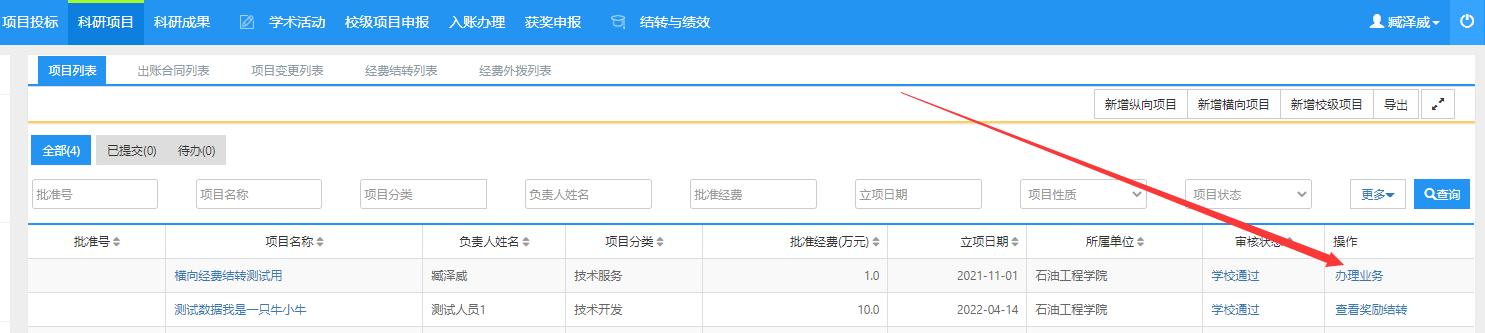 项目投标 科研项目 科研成果 学术活动 校级项目申报 入账办理 获奖申报 结转与绩效 臧泽威
项目列表 出账合同列表 项目变更列表 经费结转列表 经费外拨列表
新增纵向项目 新增横向项目 新增校级项目 导出
全部(4) 已提交(0) 待办(0)
批准号 项目名称 项目分类 负责人姓名 批准经费 立项日期 项目性质 项目状态 更多 查询
批准号 项目名称 负责人姓名 项目分类 批准经费(万元) 立项日期 所属单位 审核状态 操作
横向经费结转测试用 臧泽威 技术服务 1.0 2021-11-01 石油工程学院 学校通过 办理业务
测试数据我是一只牛小牛 测试人员1 技术开发 10.0 2022-04-14 石油工程学院 学校通过 查看奖励结转